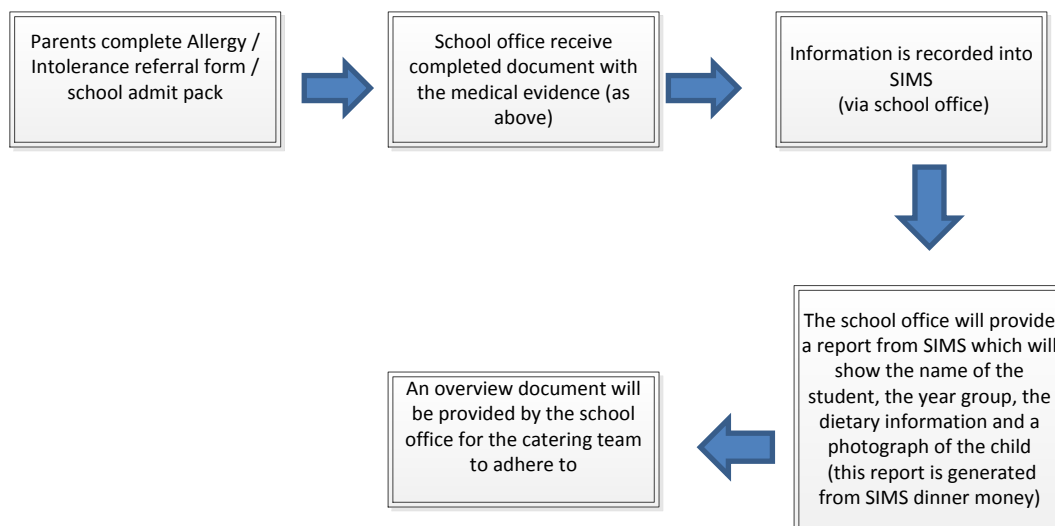 Parents complete Allergy /
Intolerance referral form /
school admit pack
School office receive
completed document with
the medical evidence (as
above)
Information is recorded into
SIMS
(via school office)
The school office will provide
a report from SIMS which will
show the name of the
student, the year group, the
dietary information and a
photograph of the child
(this report is generated
from SIMS dinner money)
An overview document will
be provided by the school
office for the catering team
to adhere to